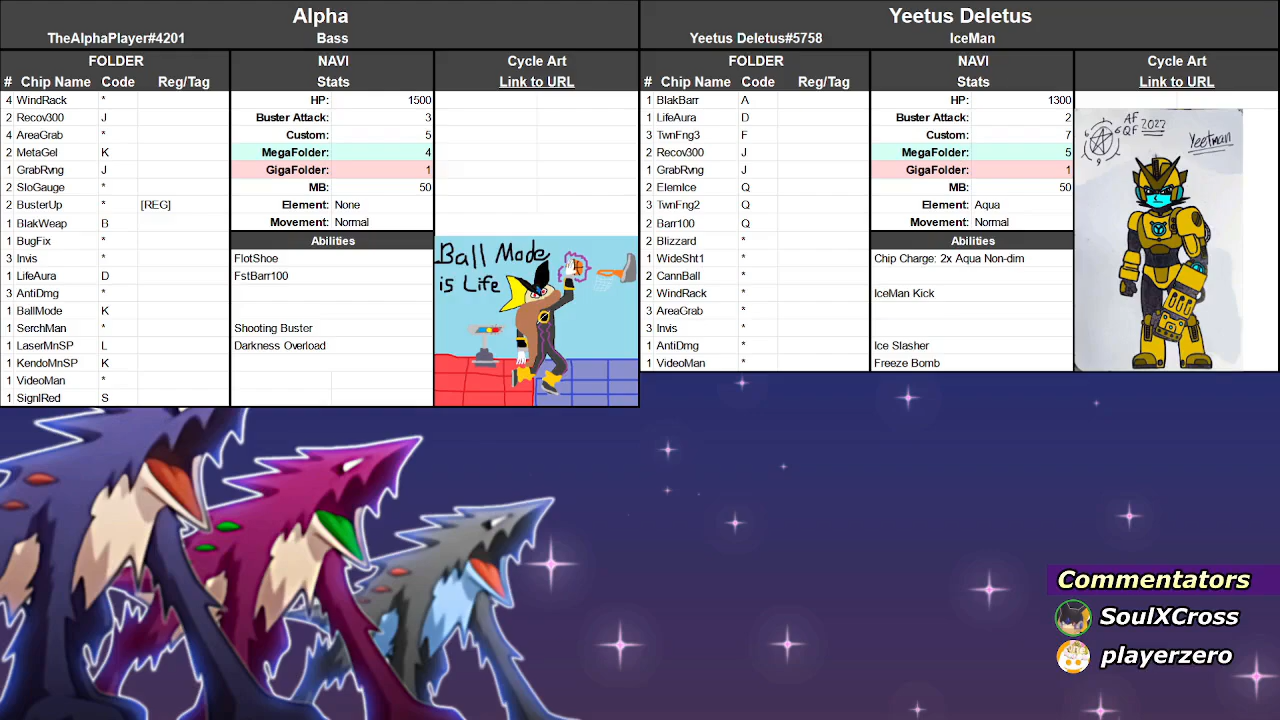 Alpha
TheAlphaPlayer#4201 Bass
FOLDER NAVI Cycle Art
# Chip Name Code Reg/Tag Stats Link to URL
4 WindRack * HP: 1500
2 Recov300 J Buster Attack: 3
4 AreaGrab * Custom: 5
2 MetaGel K MegaFolder: 4
1 GrabRvng J GigaFolder: 1
2 SloGauge * MB: 50
2 BusterUp * [REG] Element: None
1 BlakWeap B Movement: Normal
1 BugFix * Abilities
3 Invis * FlotShoe
1 LifeAura D FstBarr100
3 AntiDmg *
1 BallMode K
1 SerchMan * Shooting Buster
1 LaserMnSP L Darkness Overload
1 KendoMnSP K
1 VideoMan *
1 SignlRed S
Ball Mode
is Life
Yeetus Deletus
Yeetus Deletus#5758 IceMan
FOLDER NAVI Cycle Art
# Chip Name Code Reg/Tag Stats Link to URL
1 BlakBarr A HP: 1300
1 LifeAura D Buster Attack: 2
3 TwnFng3 F Custom: 7
2 Recov300 J MegaFolder: 5
1 GrabRvng J GigaFolder: 1
2 ElemIce Q MB: 50
3 TwnFng2 Q Element: Aqua
2 Barr100 Q Movement: Normal
2 Blizzard * Abilities
1 WideSht1 * Chip Charge: 2x Aqua Non-dim
2 CannBall *
2 WindRack * IceMan Kick
3 AreaGrab *
3 Invis *
1 AntiDmg * Ice Slasher
1 VideoMan * Freeze Bomb
AF
QF 2022
Yeetman
Commentators
SoulXCross
playerzero